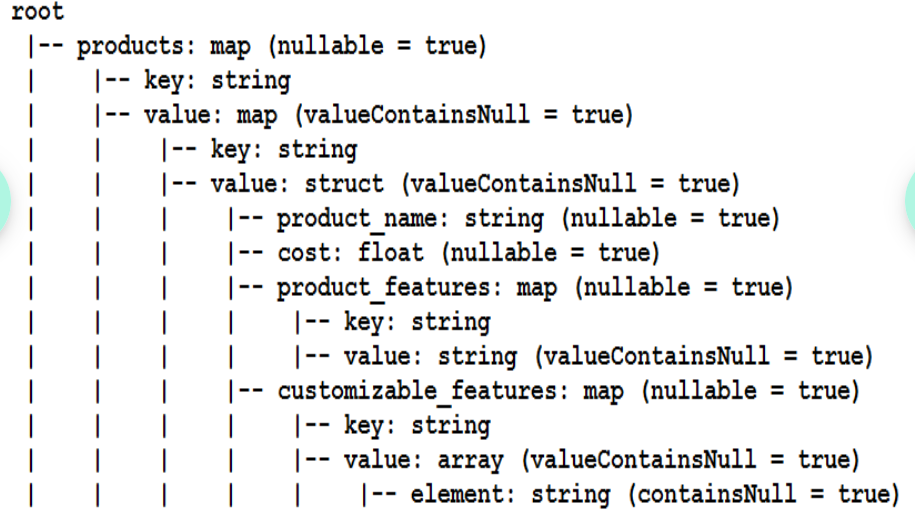 root
 |-- products: map (nullable = true)
 |    |-- key: string
 |    |-- value: map (valueContainsNull = true)
 |    |    |-- key: string
 |    |    |-- value: struct (valueContainsNull = true)
 |    |    |    |-- product_name: string (nullable = true)
 |    |    |    |-- cost: float (nullable = true)
 |    |    |    |-- product_features: map (nullable = true)
 |    |    |    |    |-- key: string
 |    |    |    |    |-- value: string (valueContainsNull = true)
 |    |    |    |-- customizable_features: map (nullable = true)
 |    |    |    |    |-- key: string
 |    |    |    |    |-- value: array (valueContainsNull = true)
 |    |    |    |    |    |-- element: string (containsNull = true)